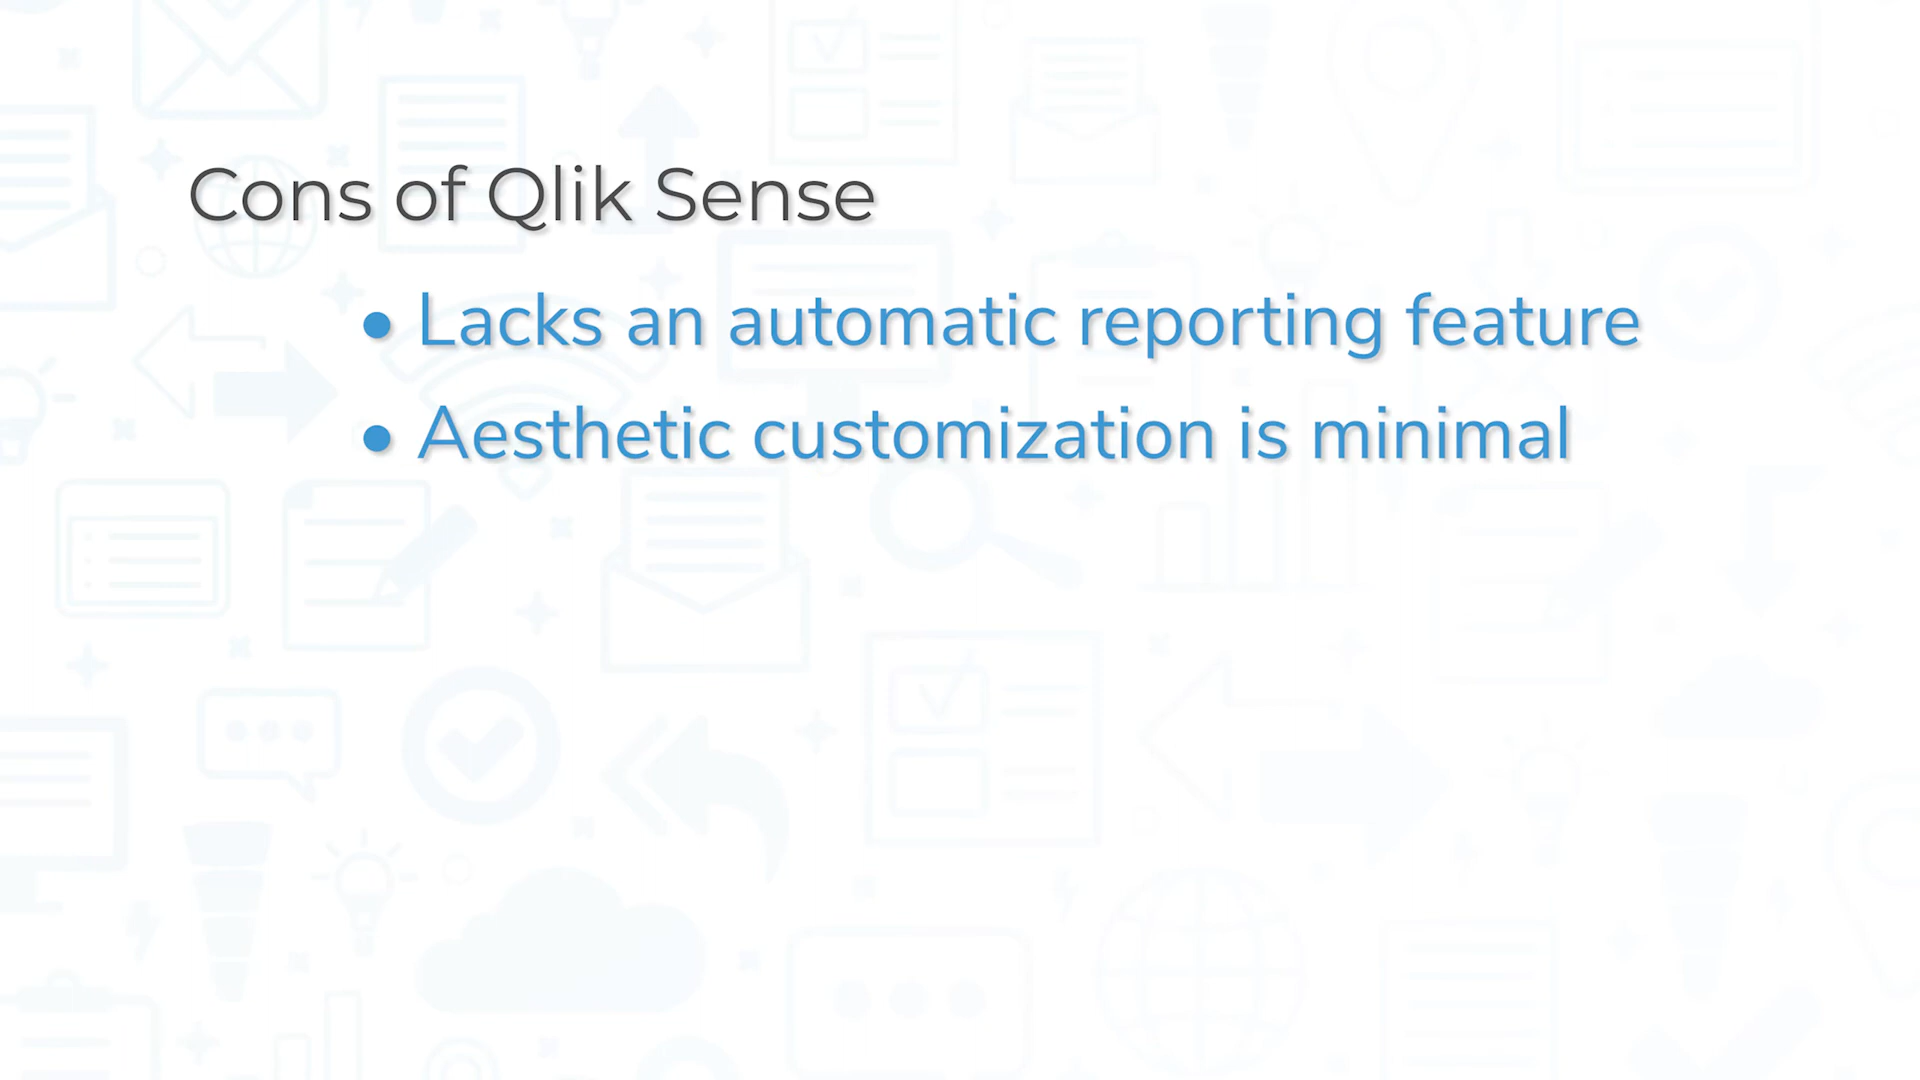 Cons of Qlik Sense
• Lacks an automatic reporting feature
• Aesthetic customization is minimal